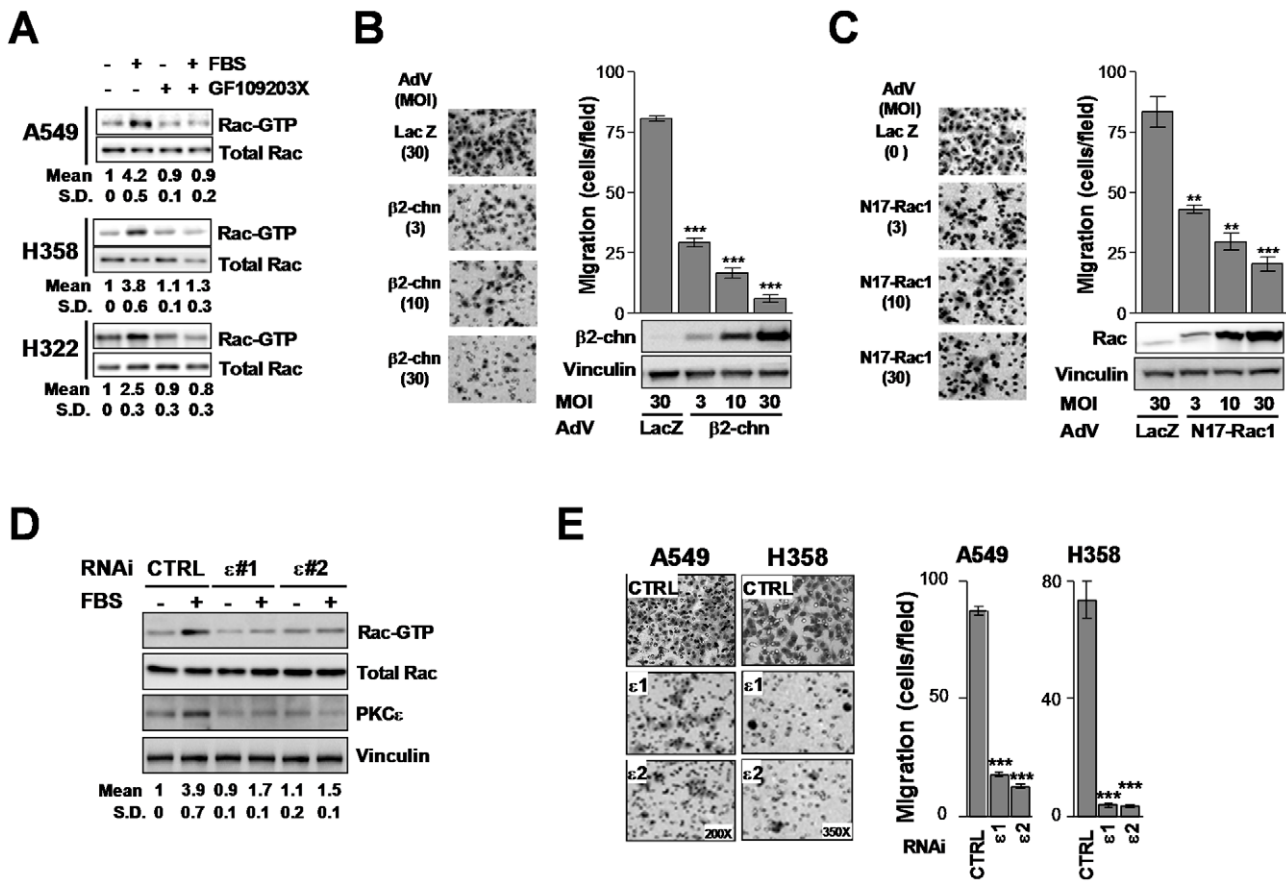 A
- + - + FBS
- - + + GF109203X
A549
Rac-GTP
Total Rac
Mean 1 4.2 0.9 0.9
S.D. 0 0.5 0.1 0.2
H358
Rac-GTP
Total Rac
Mean 1 3.8 1.1 1.3
S.D. 0 0.6 0.1 0.3
H322
Rac-GTP
Total Rac
Mean 1 2.5 0.9 0.8
S.D. 0 0.3 0.3 0.3
B
AdV
(MOI)
Lac Z
(30)
β2-chn
(3)
β2-chn
(10)
β2-chn
(30)
Migration (cells/field)
100
75
50
25
0
***
***
***
β2-chn
Vinculin
MOI 30 3 10 30
AdV LacZ β2-chn
C
AdV
(MOI)
Lac Z
(0 )
N17-Rac1
(3)
N17-Rac1
(10)
N17-Rac1
(30)
Migration (cells/field)
100
75
50
25
0
**
**
***
Rac
Vinculin
MOI 30 3 10 30
AdV LacZ N17-Rac1
D
RNAi CTRL ε#1 ε#2
FBS - + - + - +
Rac-GTP
Total Rac
PKCε
Vinculin
Mean 1 3.9 0.9 1.7 1.1 1.5
S.D. 0 0.7 0.1 0.1 0.2 0.1
E
A549 H358
CTRL CTRL
ε1 ε1
ε2 ε2
200X 350X
A549 H358
Migration (cells/field)
100
50
0
*** ***
80
40
0
*** ***
RNAi CTRL ε1 ε2 CTRL ε1 ε2